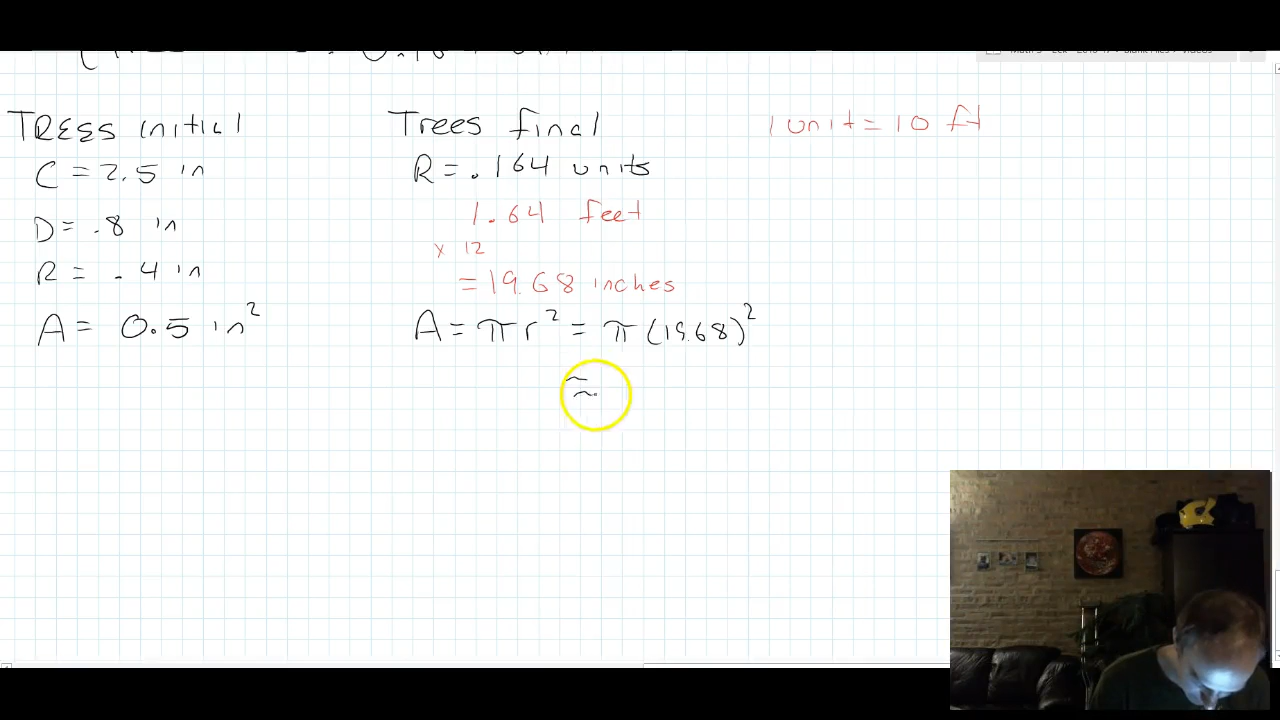 TREES initial
C = 2.5 in
D = .8 in
R = .4 in
A = 0.5 in²
Trees final
R = .164 units
1.64 feet
x 12
= 19.68 inches
A = πr² = π(19.68)²
≈
1 unit = 10 ft